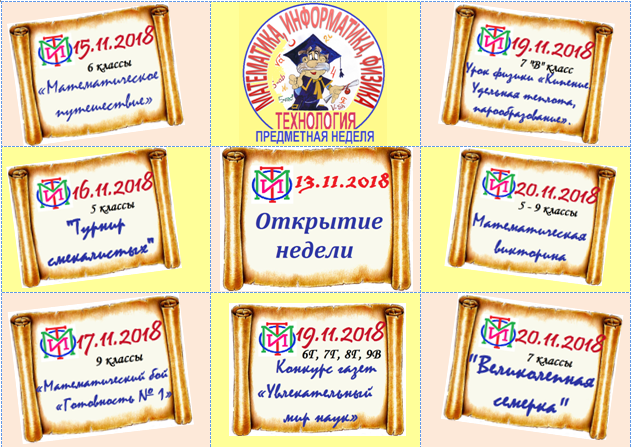 15.11.2018
6 классы
«Математическое
путешествие»
МАТЕМАТИКА, ИНФОРМАТИКА, ФИЗИКА
ТЕХНОЛОГИЯ
ПРЕДМЕТНАЯ НЕДЕЛЯ
19.11.2018
7 "В" класс
Урок физики «Кипение.
Удельная теплота,
парообразование».
16.11.2018
5 классы
"Турнир
смекалистых"
13.11.2018
Открытие
недели
20.11.2018
5 - 9 классы
Математическая
викторина
17.11.2018
9 классы
«Математический бой
«Готовность № 1»
19.11.2018
6Г, 7Г, 8Г, 9В
Конкурс газет
«Увлекательный
мир наук»
20.11.2018
7 классы
"Великолепная
семерка"